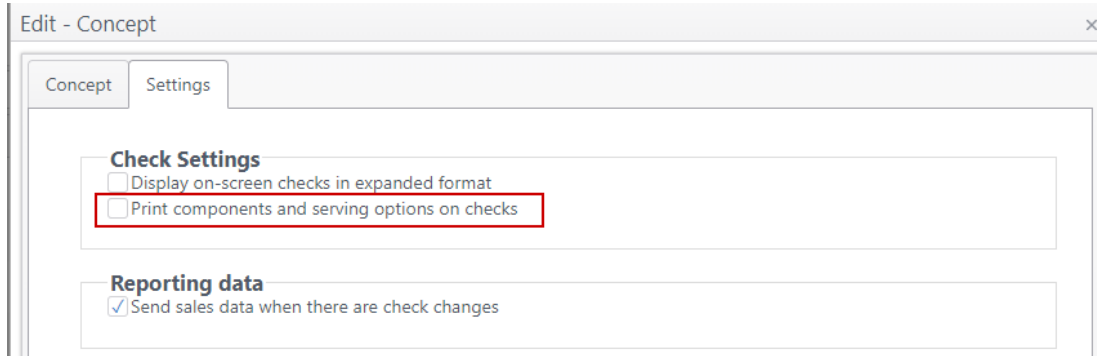 Edit - Concept
Concept Settings
Check Settings
Display on-screen checks in expanded format
Print components and serving options on checks
Reporting data
Send sales data when there are check changes